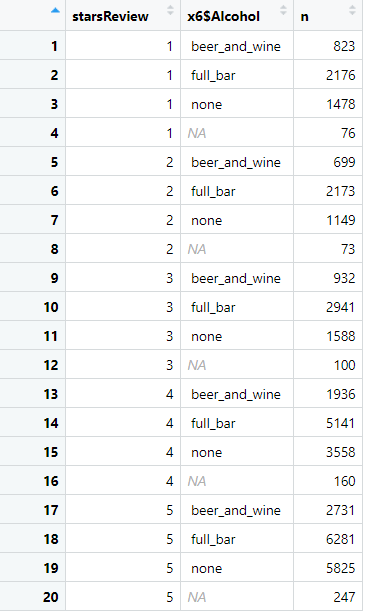 starsReview x6$Alcohol n
1 1 beer_and_wine 823
2 1 full_bar 2176
3 1 none 1478
4 1 NA 76
5 2 beer_and_wine 699
6 2 full_bar 2173
7 2 none 1149
8 2 NA 73
9 3 beer_and_wine 932
10 3 full_bar 2941
11 3 none 1588
12 3 NA 100
13 4 beer_and_wine 1936
14 4 full_bar 5141
15 4 none 3558
16 4 NA 160
17 5 beer_and_wine 2731
18 5 full_bar 6281
19 5 none 5825
20 5 NA 247